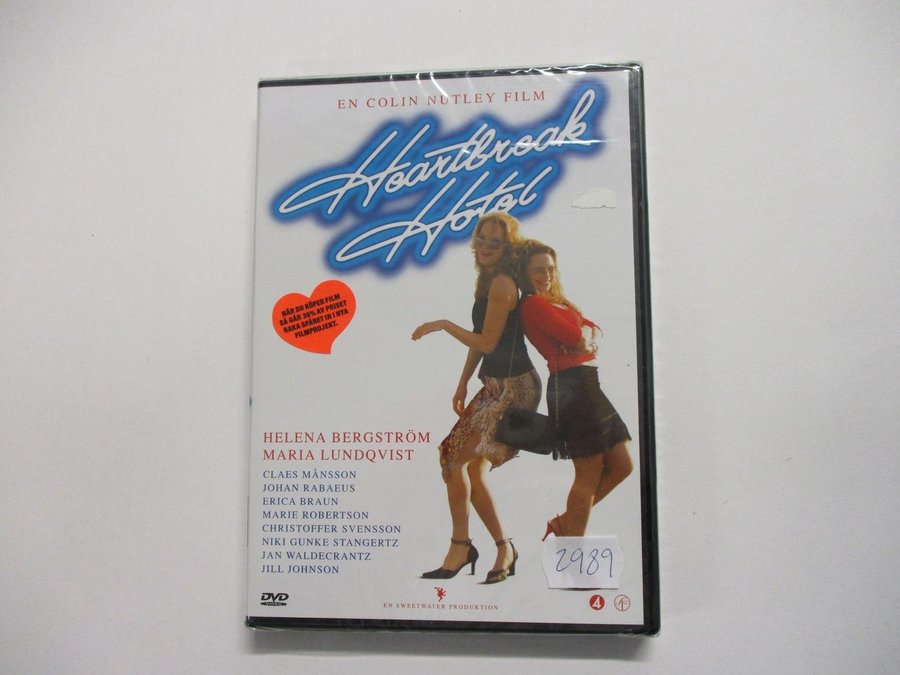 EN COLIN NUTLEY FILM
Heartbreak
Hotel
NÄR DU KÖPER FILM
SÅ GÅR 30% AV PRISET
RAKA SPÅRET IN I NYA
FILMPROJEKT.
HELENA BERGSTRÖM
MARIA LUNDQVIST
CLAES MÅNSSON
JOHAN RABAEUS
ERICA BRAUN
MARIE ROBERTSON
CHRISTOFFER SVENSSON
NIKI GUNKE STANGERTZ
JAN WALDECRANTZ
JILL JOHNSON
2989
DVD
VIDEO
EN SWEETWATER PRODUKTION
4
SF